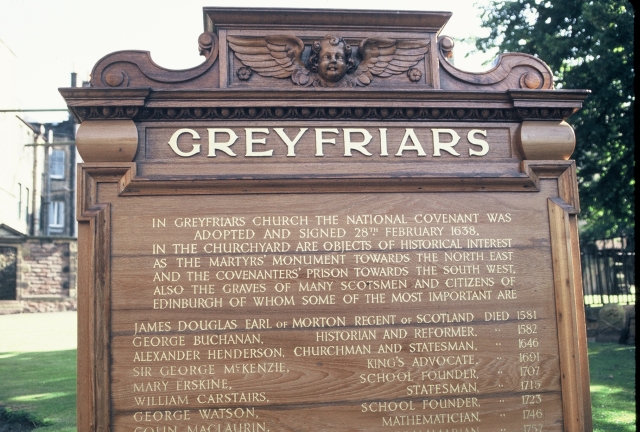 GREYFRIARS
IN GREYFRIARS CHURCH THE NATIONAL COVENANT WAS
ADOPTED AND SIGNED 28TH FEBRUARY 1638.
IN THE CHURCHYARD ARE OBJECTS OF HISTORICAL INTEREST
AS THE MARTYRS' MONUMENT TOWARDS THE NORTH EAST
AND THE COVENANTERS' PRISON TOWARDS THE SOUTH WEST,
ALSO THE GRAVES OF MANY SCOTSMEN AND CITIZENS OF
EDINBURGH OF WHOM SOME OF THE MOST IMPORTANT ARE
JAMES DOUGLAS EARL OF MORTON REGENT OF SCOTLAND DIED 1581
GEORGE BUCHANAN, HISTORIAN AND REFORMER, " 1582
ALEXANDER HENDERSON, CHURCHMAN AND STATESMAN, " 1646
SIR GEORGE McKENZIE, KING'S ADVOCATE, " 1691
MARY ERSKINE, SCHOOL FOUNDER, " 1707
WILLIAM CARSTAIRS, STATESMAN, " 1715
GEORGE WATSON, SCHOOL FOUNDER, " 1723
COLIN MACLAURIN, MATHEMATICIAN, " 1746
1757